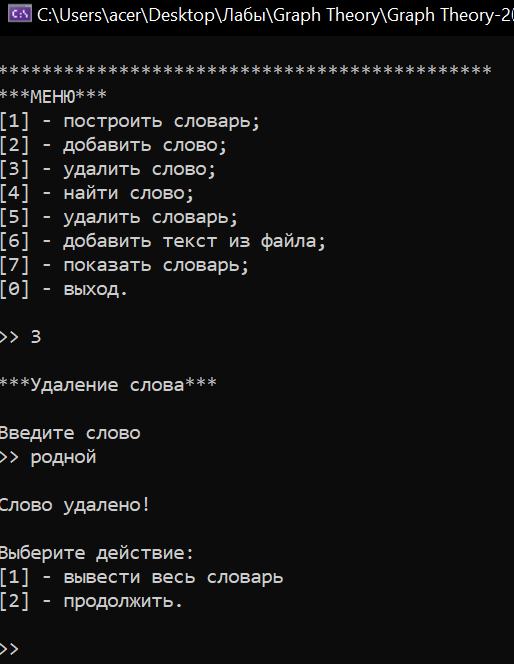 C:\Users\acer\Desktop\Лабы\Graph Theory\Graph Theory-2
*********************************************
***МЕНЮ***
[1] - построить словарь;
[2] - добавить слово;
[3] - удалить слово;
[4] - найти слово;
[5] - удалить словарь;
[6] - добавить текст из файла;
[7] - показать словарь;
[0] - выход.
>> 3
***Удаление слова***
Введите слово
>> родной
Слово удалено!
Выберите действие:
[1] - вывести весь словарь
[2] - продолжить.
>>